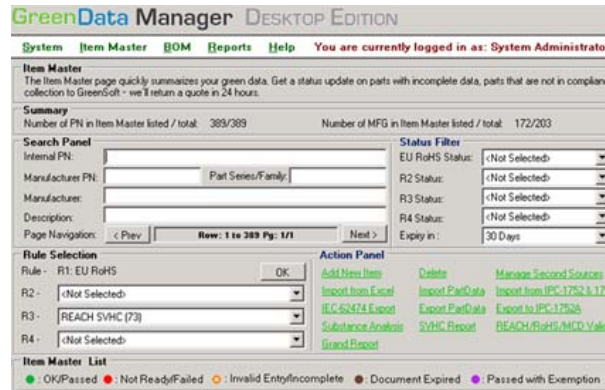 GreenData Manager DESKTOP EDITION
System Item Master BOM Reports Help You are currently logged in as: System Administrato
Item Master
The Item Master page quickly summarizes your green data. Get a status update on parts with incomplete data, parts that are not in complianc
collection to GreenSoft - we'll return a quote in 24 hours.
Summary
Number of PN in Item Master listed / total: 389/389 Number of MFG in Item Master listed / total: 172/203
Search Panel
Internal PN:
Manufacturer PN: Part Series/Family:
Manufacturer:
Description:
Page Navigation: < Prev Row: 1 to 389 Pg: 1/1 Next >
Status Filter
EU RoHS Status: <Not Selected>
R2 Status: <Not Selected>
R3 Status: <Not Selected>
R4 Status: <Not Selected>
Expiry in : 30 Days
Rule Selection
Rule - R1: EU RoHS OK
R2 - <Not Selected>
R3 - REACH SVHC (73)
R4 - <Not Selected>
Action Panel
Add New Item Delete Manage Second Sources
Import from Excel Import PartData Import from IPC-1752 & 17
IEC-62474 Export Export PartData Export to IPC-1752A
Substance Analysis SVHC Report REACH/RoHS/MCD Valid
Grand Report
Item Master List
: OK/Passed : Not Ready/Failed : Invalid Entry/Incomplete : Document Expired : Passed with Exemption